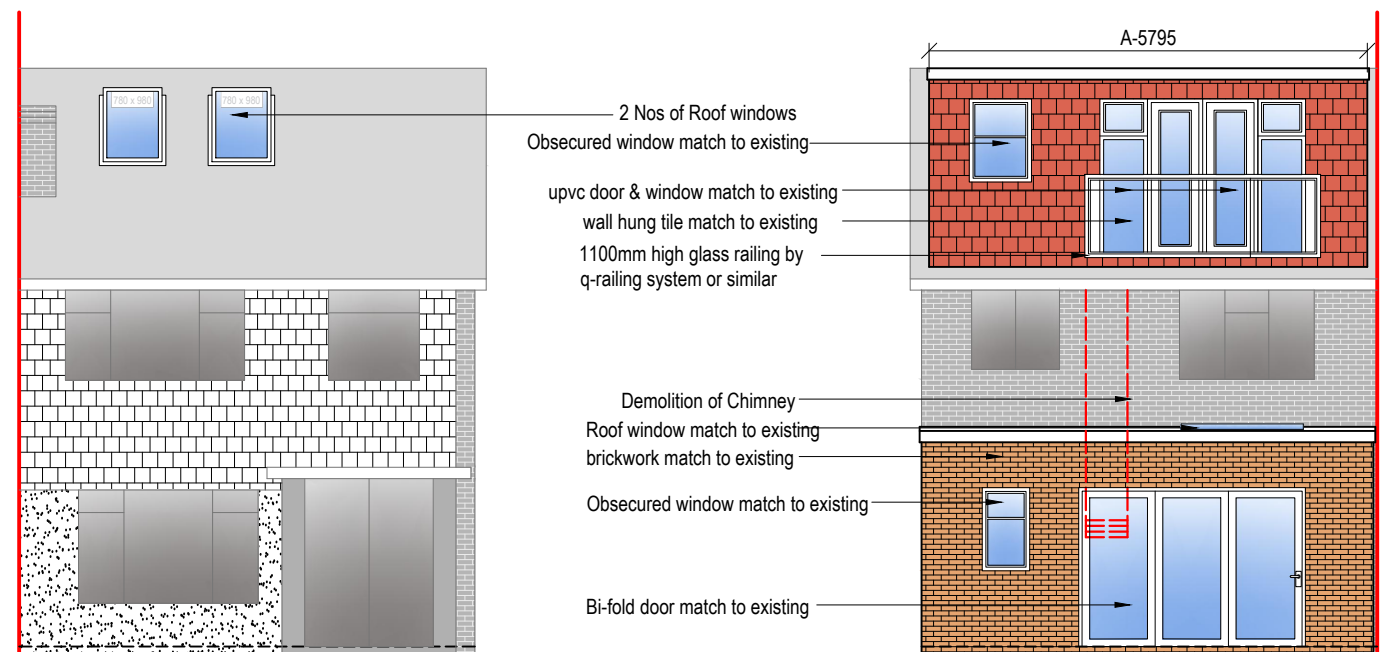 A-5795
780 x 980
780 x 980
2 Nos of Roof windows
Obsecured window match to existing
upvc door & window match to existing
wall hung tile match to existing
1100mm high glass railing by
q-railing system or similar
Demolition of Chimney
Roof window match to existing
brickwork match to existing
Obsecured window match to existing
Bi-fold door match to existing